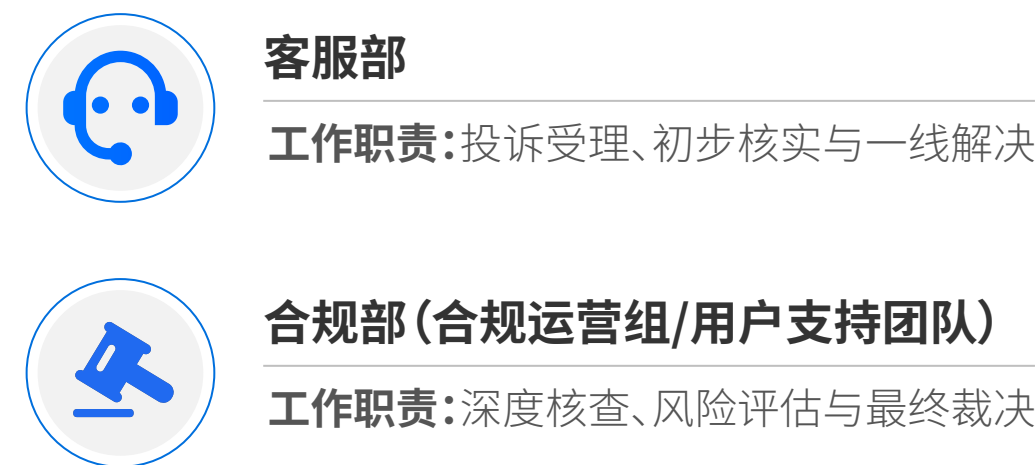 客服部
工作职责：投诉受理、初步核实与一线解决
合规部（合规运营组/用户支持团队）
工作职责：深度核查、风险评估与最终裁决